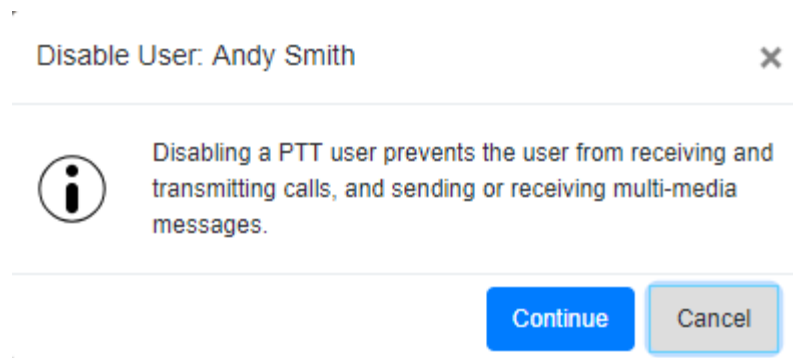 Disable User: Andy Smith
×
Disabling a PTT user prevents the user from receiving and
transmitting calls, and sending or receiving multi-media
messages.
Continue Cancel